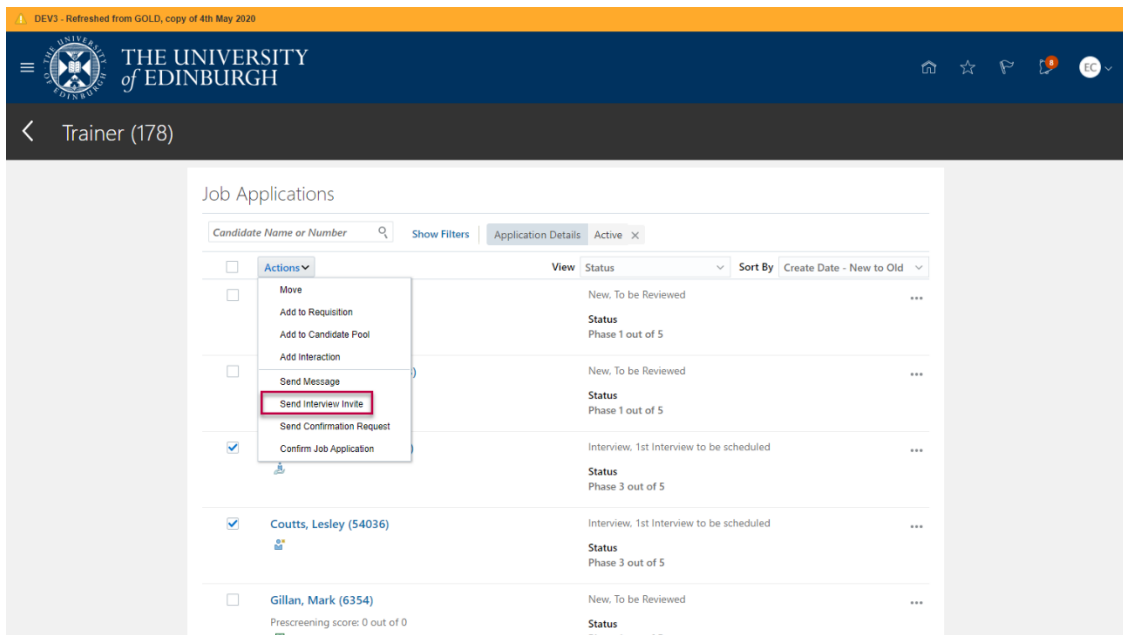 DEV3 - Refreshed from GOLD, copy of 4th May 2020
THE UNIVERSITY
of EDINBURGH
8
EC
Trainer (178)
Job Applications
Candidate Name or Number
Show Filters
Application Details Active
Actions
View Status
Sort By Create Date - New to Old
Move
Add to Requisition
Add to Candidate Pool
Add Interaction
Send Message
Send Interview Invite
Send Confirmation Request
Confirm Job Application
New, To be Reviewed
Status
Phase 1 out of 5
)
New, To be Reviewed
Status
Phase 1 out of 5
)
Interview, 1st Interview to be scheduled
Status
Phase 3 out of 5
Coutts, Lesley (54036)
Interview, 1st Interview to be scheduled
Status
Phase 3 out of 5
Gillan, Mark (6354)
Prescreening score: 0 out of 0
New, To be Reviewed
Status